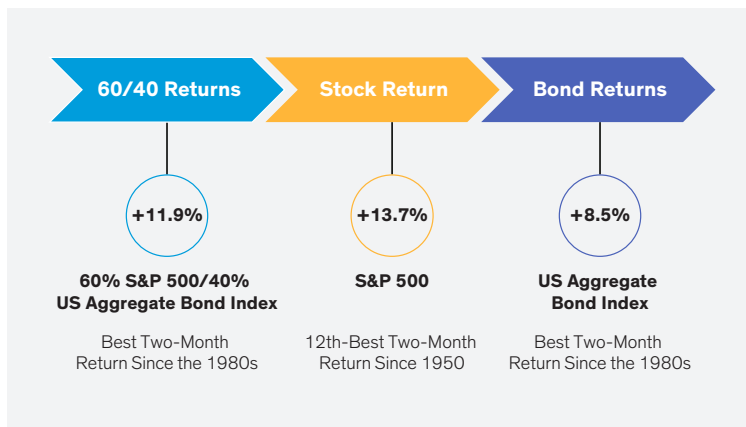 60/40 Returns
Stock Return
Bond Returns
+11.9%
+13.7%
+8.5%
60% S&P 500/40%
US Aggregate Bond Index
S&P 500
US Aggregate
Bond Index
Best Two-Month
Return Since the 1980s
12th-Best Two-Month
Return Since 1950
Best Two-Month
Return Since the 1980s